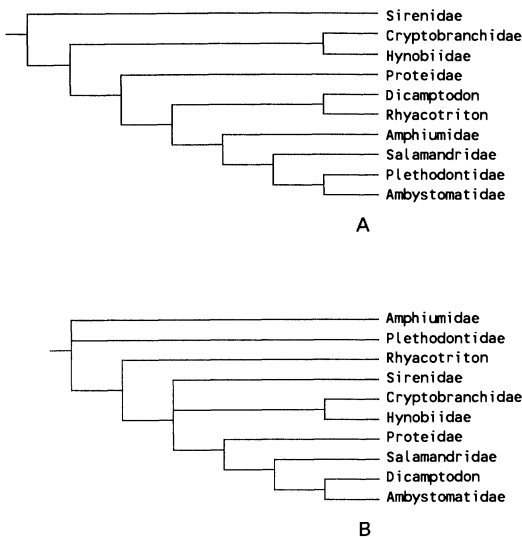 Sirenidae
Cryptobranchidae
Hynobiidae
Proteidae
Dicamptodon
Rhyacotriton
Amphiumidae
Salamandridae
Plethodontidae
Ambystomatidae
A
Amphiumidae
Plethodontidae
Rhyacotriton
Sirenidae
Cryptobranchidae
Hynobiidae
Proteidae
Salamandridae
Dicamptodon
Ambystomatidae
B